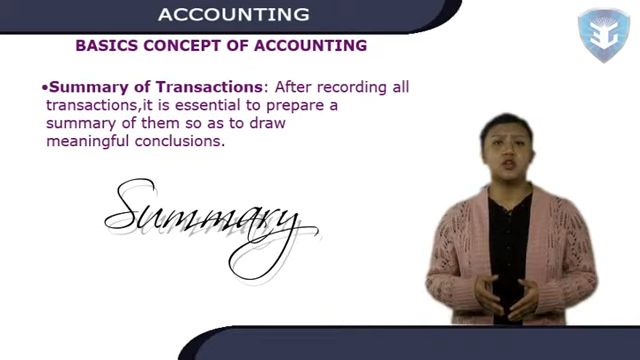 ACCOUNTING
BASICS CONCEPT OF ACCOUNTING
•Summary of Transactions: After recording all
transactions,it is essential to prepare a
summary of them so as to draw
meaningful conclusions.
Summary